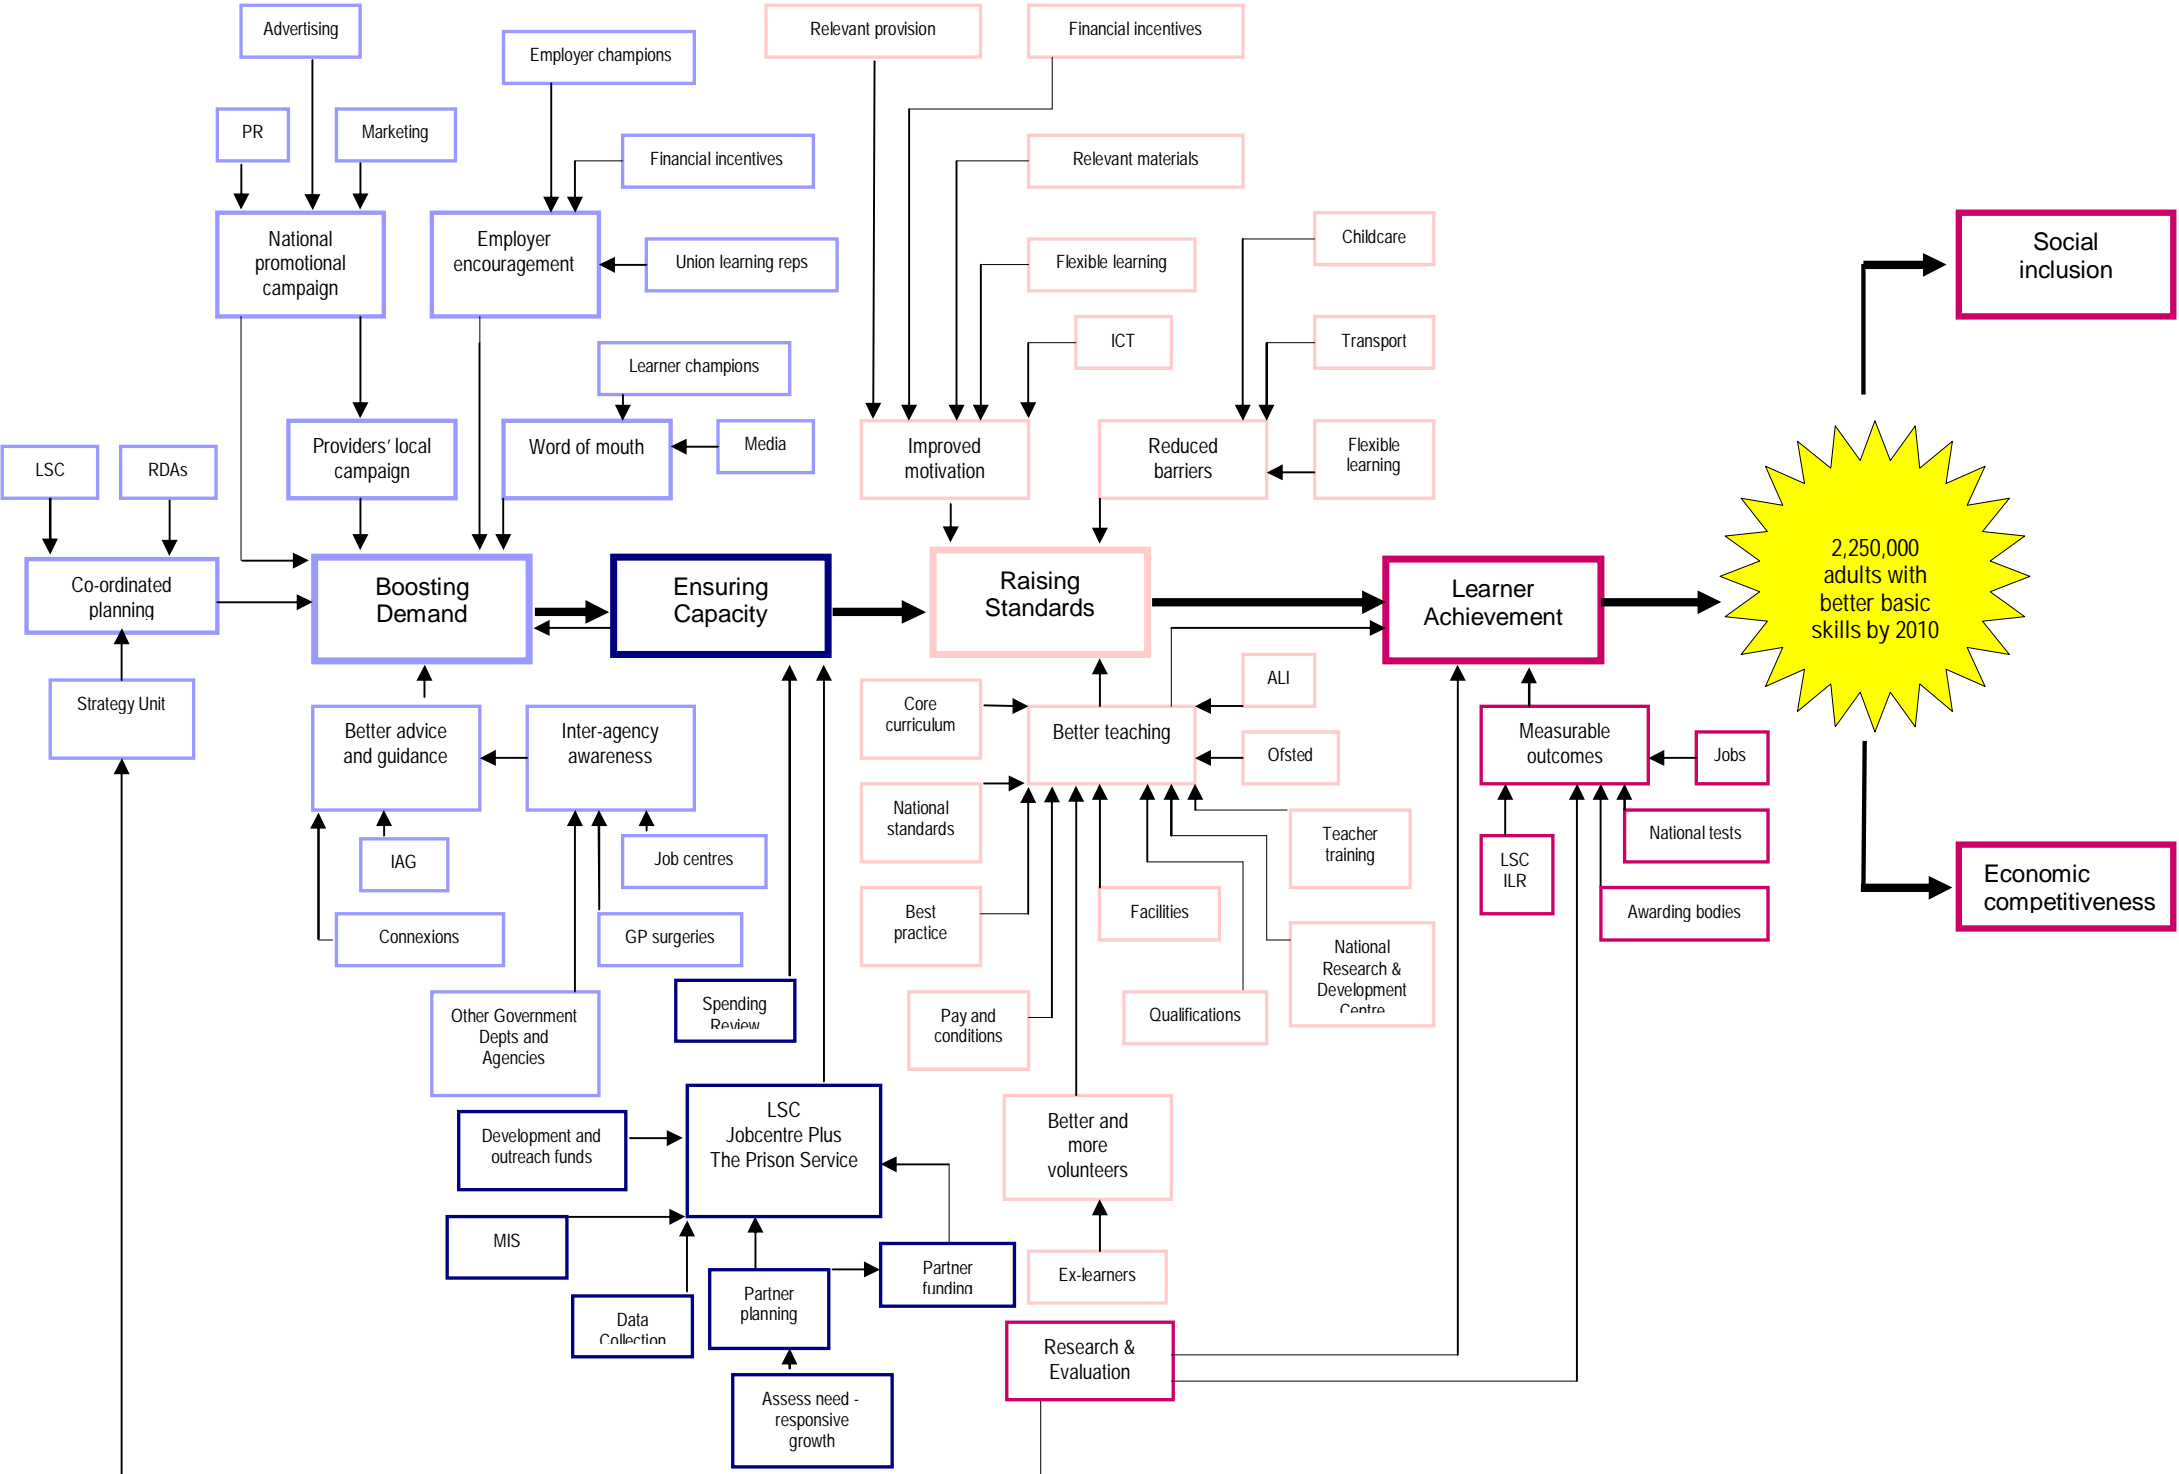 Advertising
Relevant provision
Financial incentives
Employer champions
PR
Marketing
Financial incentives
Relevant materials
National
promotional
campaign
Employer
encouragement
Union learning reps
Flexible learning
Childcare
Social
inclusion
ICT
Transport
Learner champions
Providers' local
campaign
Word of mouth
Media
Improved
motivation
Reduced
barriers
Flexible
learning
LSC
RDAs
Co-ordinated
planning
Boosting
Demand
Ensuring
Capacity
Raising
Standards
Learner
Achievement
2,250,000
adults with
better basic
skills by 2010
Strategy Unit
Better advice
and guidance
Inter-agency
awareness
Core
curriculum
Better teaching
ALI
Ofsted
Measurable
outcomes
Jobs
National
standards
Teacher
training
National tests
IAG
Job centres
LSC
ILR
Economic
competitiveness
Connexions
GP surgeries
Best
practice
Facilities
Awarding bodies
National
Research &
Development
Centre
Spending
Review
Other Government
Depts and
Agencies
Pay and
conditions
Qualifications
Development and
outreach funds
LSC
Jobcentre Plus
The Prison Service
Better and
more
volunteers
MIS
Data
Collection
Partner
planning
Partner
funding
Ex-learners
Research &
Evaluation
Assess need -
responsive
growth